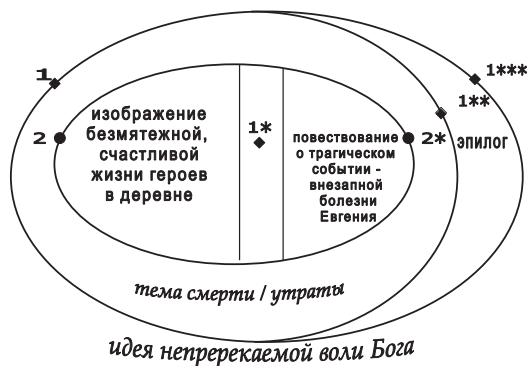 1
1***
1**
изображение
безмятежной,
счастливой
жизни героев
в деревне
2
1*
повествование
о трагическом
событии -
внезапной
болезни
Евгения
2*
эпилог
тема смерти / утраты
идея непререкаемой воли Бога